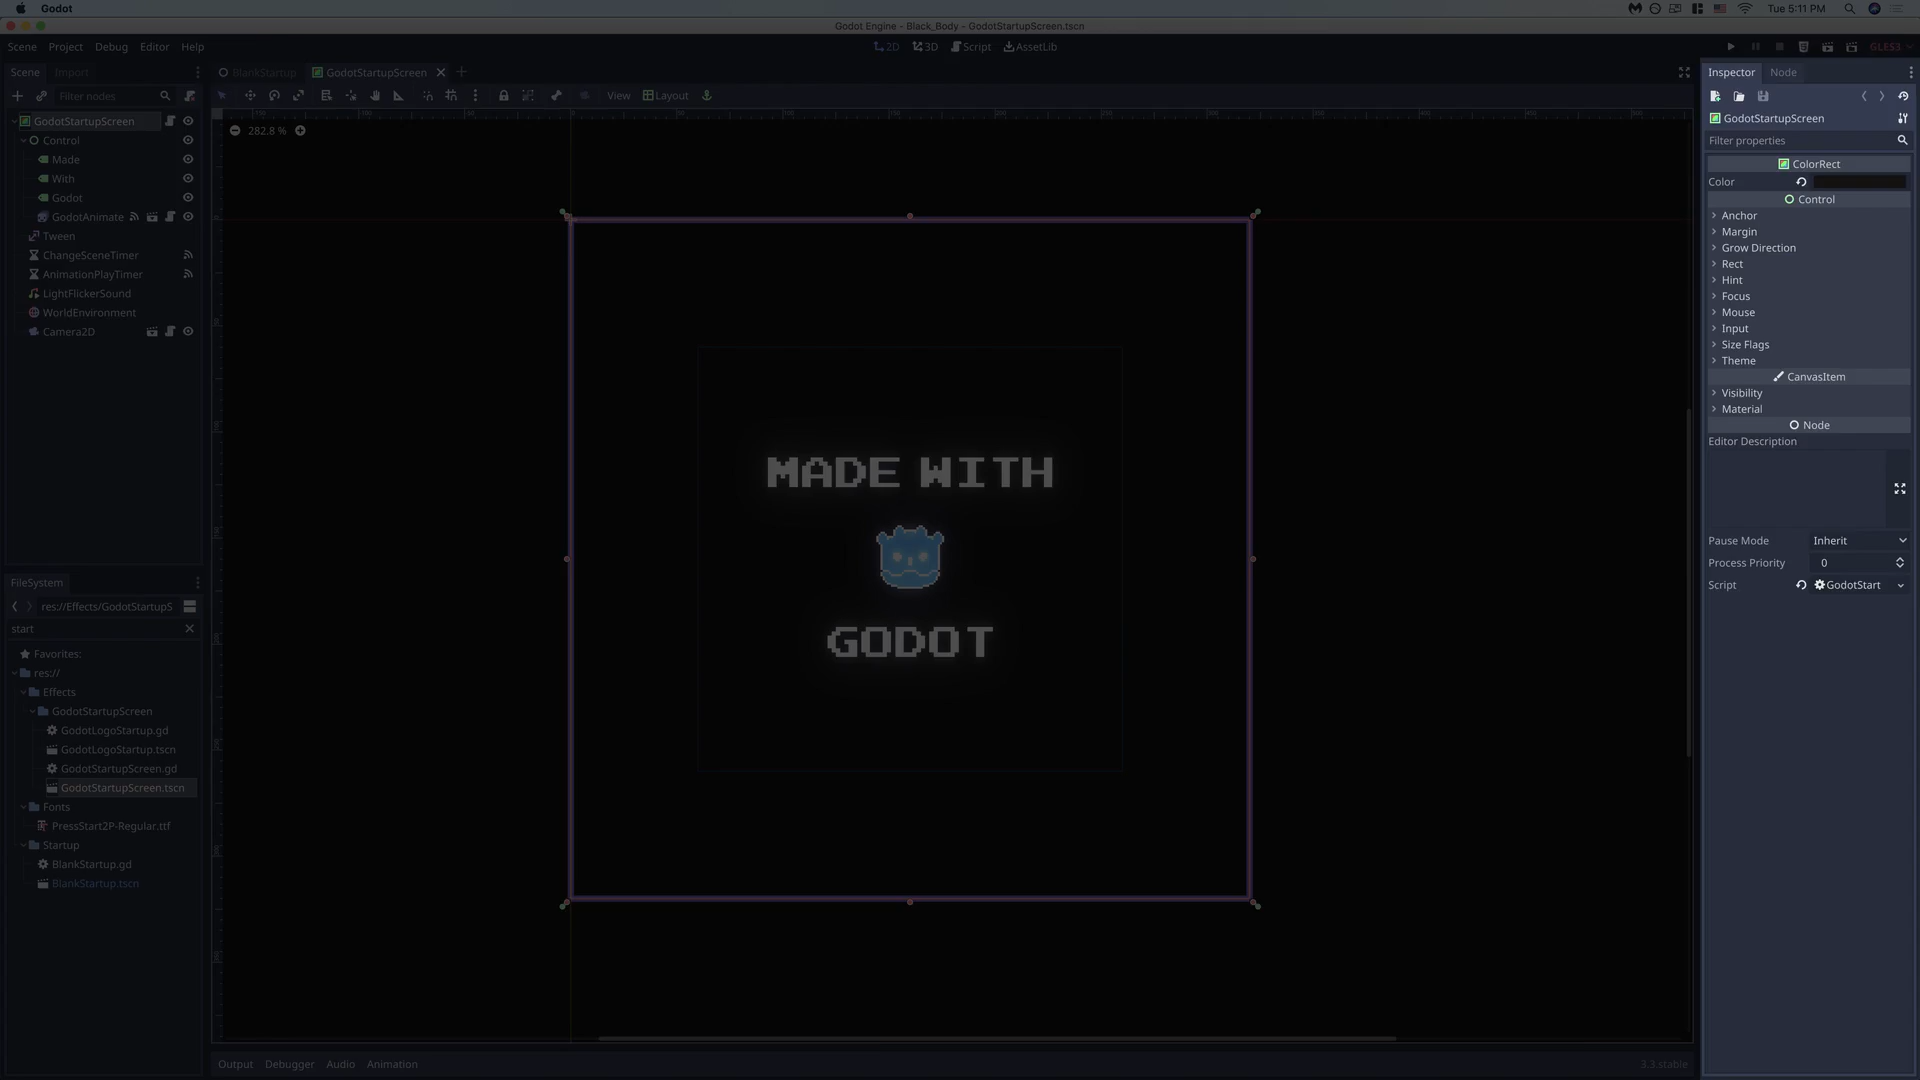 Godot
Tue 5:11 PM
Godot Engine - Black_Body - GodotStartupScreen.tscn
Scene Project Debug Editor Help
2D 3D Script AssetLib
GLES3
Scene Import
BlankStartup GodotStartupScreen
Inspector Node
Filter nodes
View Layout
282.8 %
GodotStartupScreen
Control
Made
With
Godot
GodotAnimate
Tween
ChangeSceneTimer
AnimationPlayTimer
LightFlickerSound
WorldEnvironment
Camera2D
MADE WITH
GODOT
FileSystem
res://Effects/GodotStartupS
start
Favorites:
res://
Effects
GodotStartupScreen
GodotLogoStartup.gd
GodotLogoStartup.tscn
GodotStartupScreen.gd
GodotStartupScreen.tscn
Fonts
PressStart2P-Regular.ttf
Startup
BlankStartup.gd
BlankStartup.tscn
Output Debugger Audio Animation
3.3.stable
GodotStartupScreen
Filter properties
ColorRect
Color
Control
Anchor
Margin
Grow Direction
Rect
Hint
Focus
Mouse
Input
Size Flags
Theme
CanvasItem
Visibility
Material
Node
Editor Description
Pause Mode Inherit
Process Priority 0
Script GodotStart